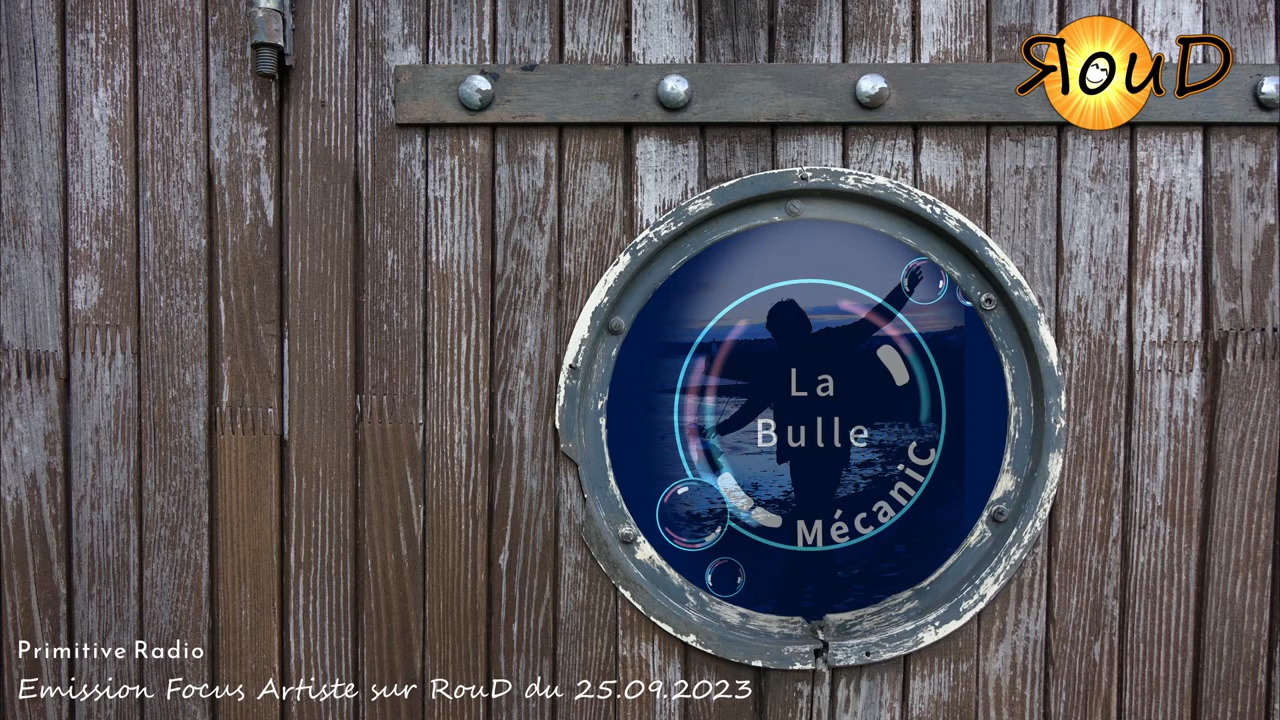 RouD
La
Bulle
Mécanic
Primitive Radio
Emission Focus Artiste sur RouD du 25.09.2023